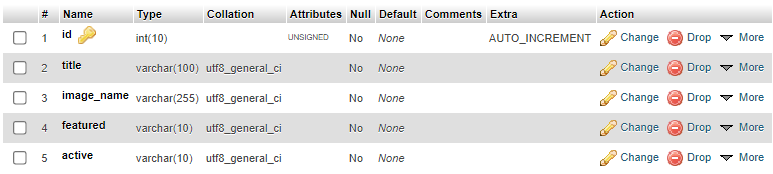 # Name Type Collation Attributes Null Default Comments Extra Action
1 id int(10) UNSIGNED No None AUTO_INCREMENT Change Drop More
2 title varchar(100) utf8_general_ci No None Change Drop More
3 image_name varchar(255) utf8_general_ci No None Change Drop More
4 featured varchar(10) utf8_general_ci No None Change Drop More
5 active varchar(10) utf8_general_ci No None Change Drop More